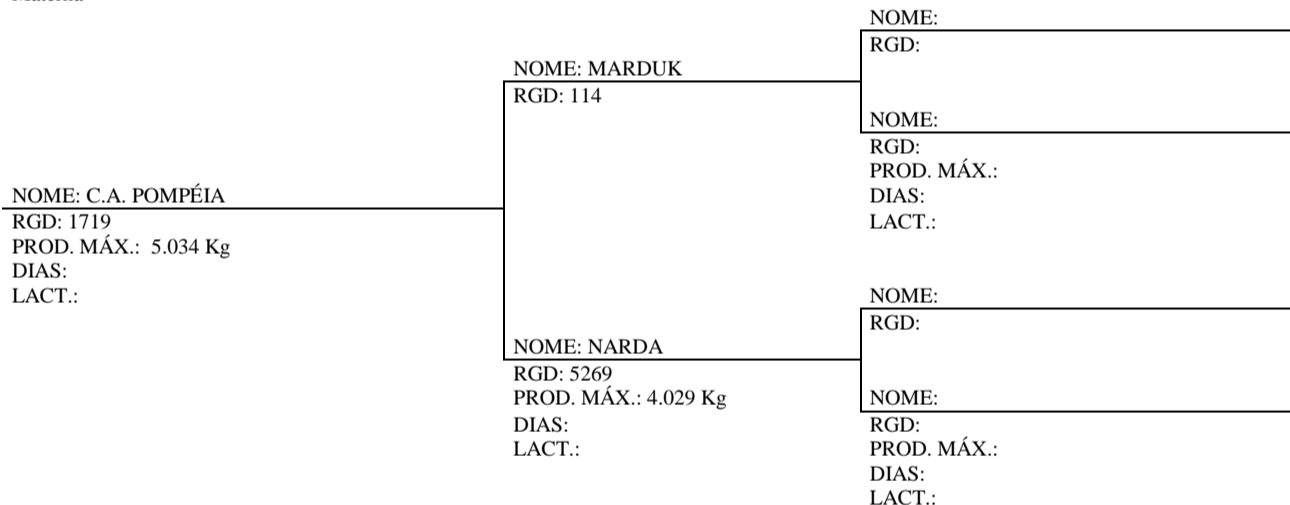 NOME: C.A. POMPÉIA
RGD: 1719
PROD. MÁX.: 5.034 Kg
DIAS:
LACT.:
NOME: MARDUK
RGD: 114
NOME: NARDA
RGD: 5269
PROD. MÁX.: 4.029 Kg
DIAS:
LACT.:
NOME:
RGD:
NOME:
RGD:
PROD. MÁX.:
DIAS:
LACT.:
NOME:
RGD:
NOME:
RGD:
PROD. MÁX.:
DIAS:
LACT.: